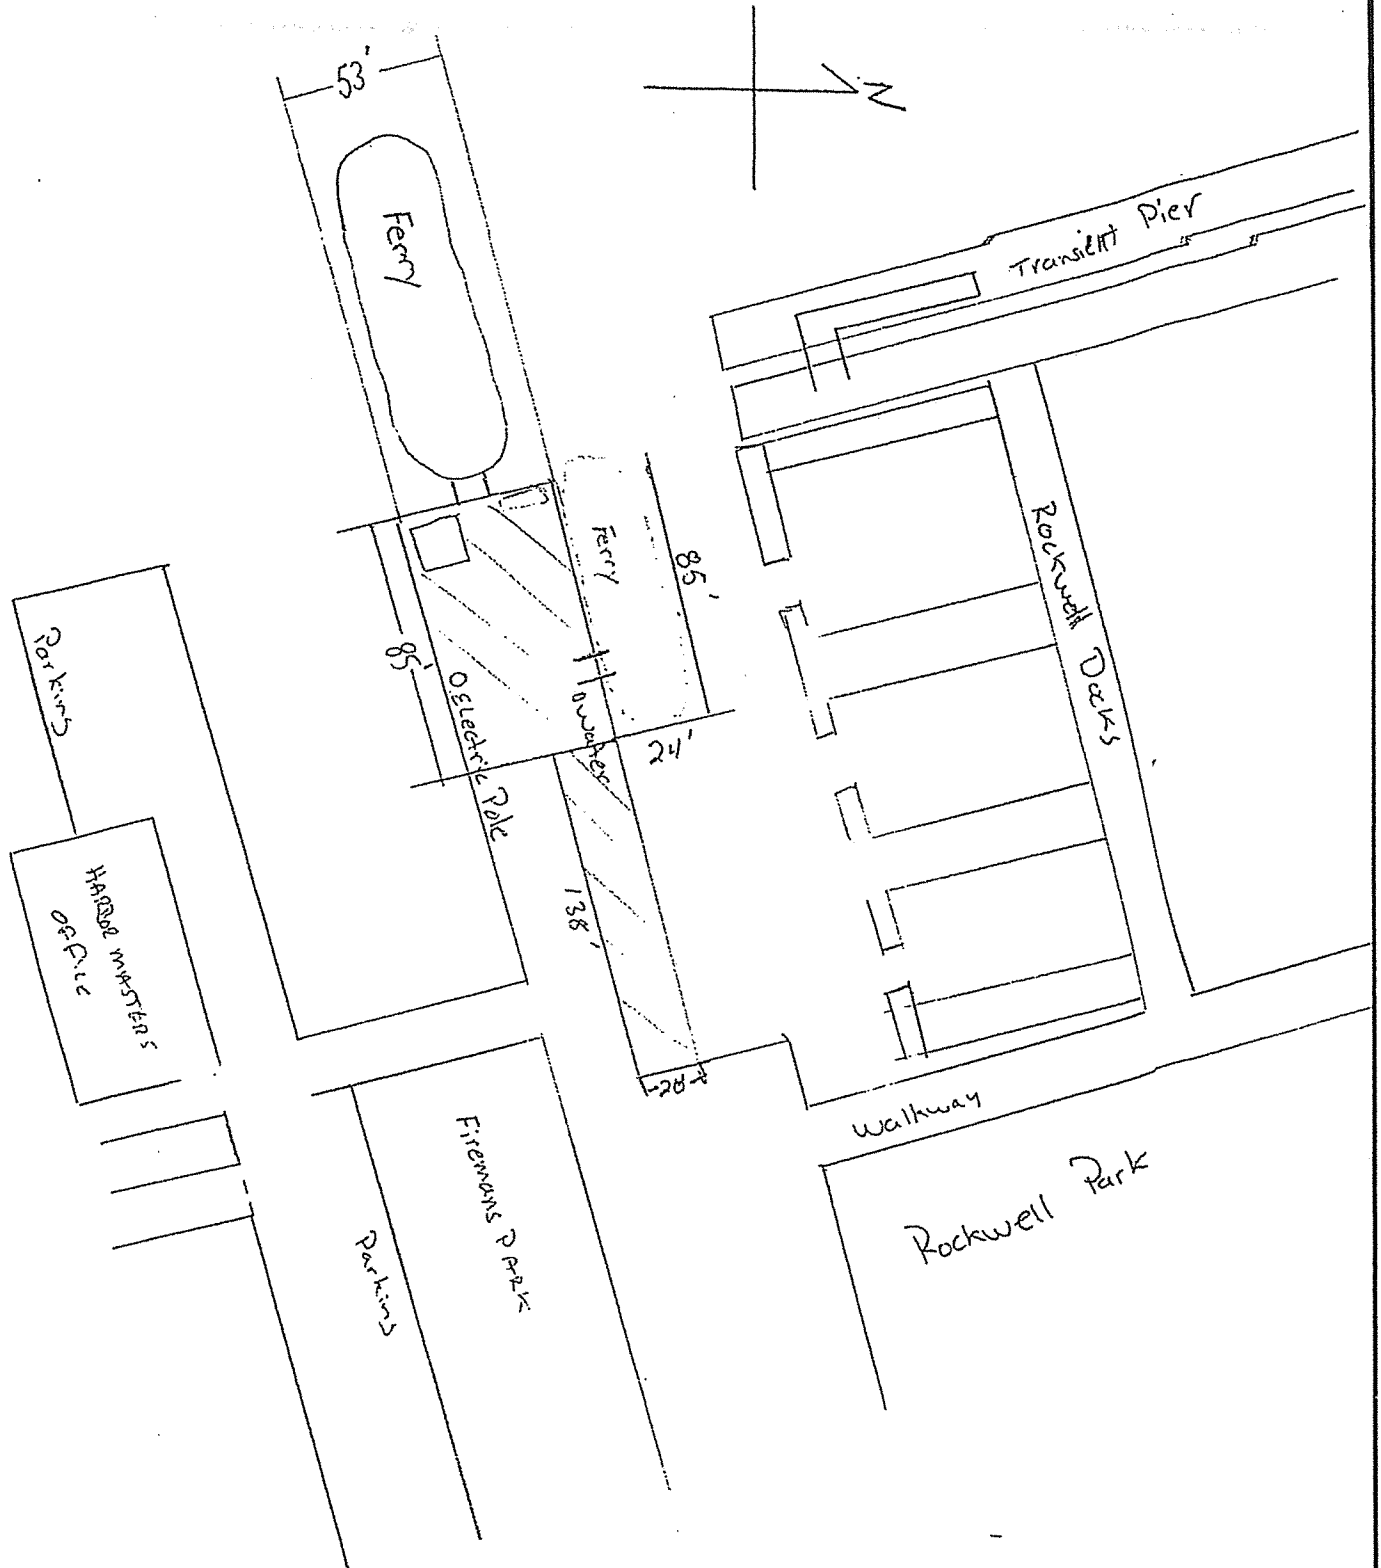 53'
N
Ferry
Transient Pier
Ferry
85'
Rockwell Docks
85'
Electric Pole
Water
24'
Parking
138'
HARBOR MASTERS
OFFICE
20'
Walkway
Firemans PARK
Parking
Rockwell Park